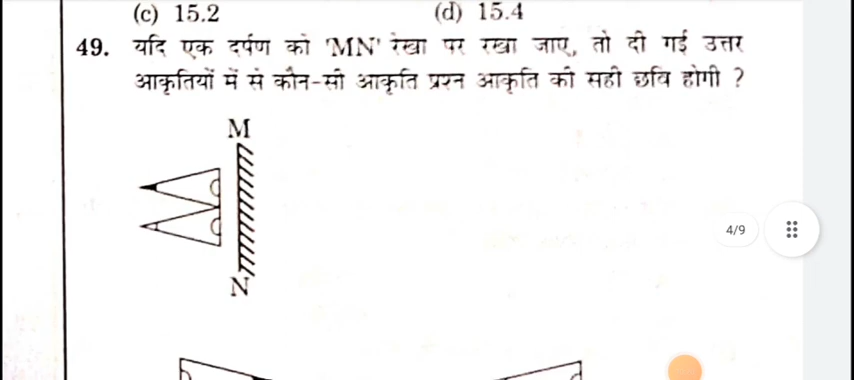 (c) 15.2 (d) 15.4
49. यदि एक दर्पण को 'MN' रेखा पर रखा जाए, तो दी गई उत्तर
आकृतियों में से कौन-सी आकृति प्रश्न आकृति की सही छवि होगी ?
M
4/9
N